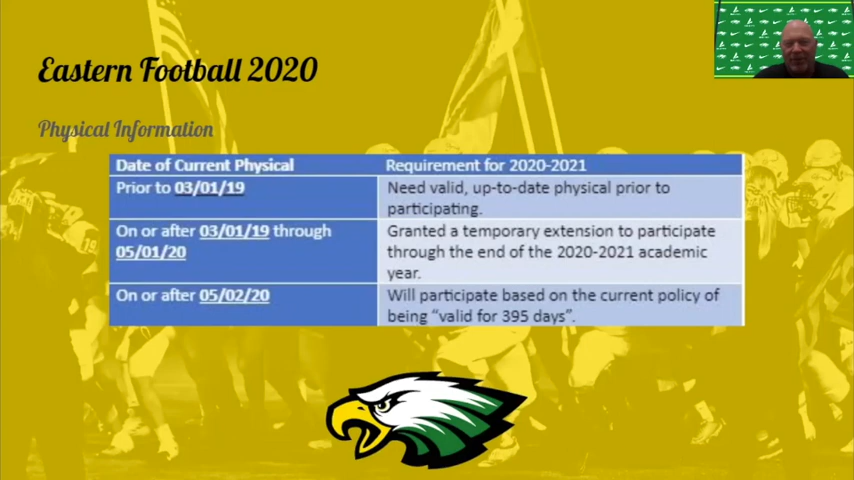 Eastern Football 2020
Physical Information
Date of Current Physical
Requirement for 2020-2021
Prior to 03/01/19
Need valid, up-to-date physical prior to
participating.
On or after 03/01/19 through
05/01/20
Granted a temporary extension to participate
through the end of the 2020-2021 academic
year.
On or after 05/02/20
Will participate based on the current policy of
being “valid for 395 days”.